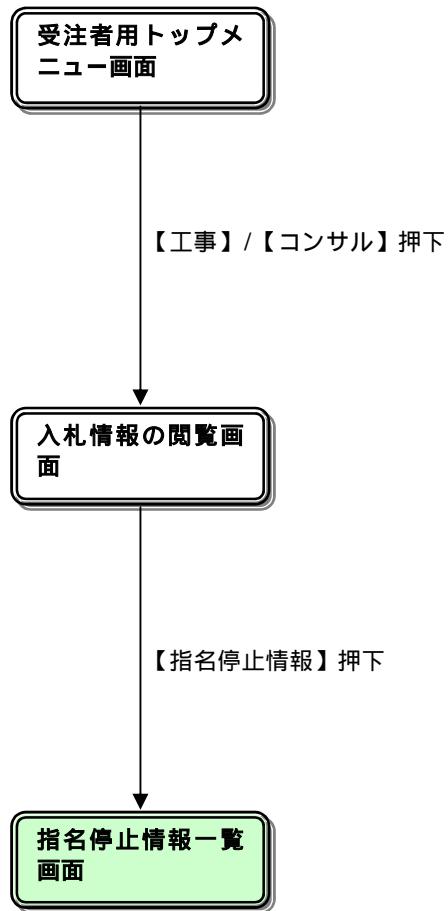 受注者用トップメ
ニュー画面
【工事】/【コンサル】押下
入札情報の閲覧画
面
【指名停止情報】押下
指名停止情報一覧
画面